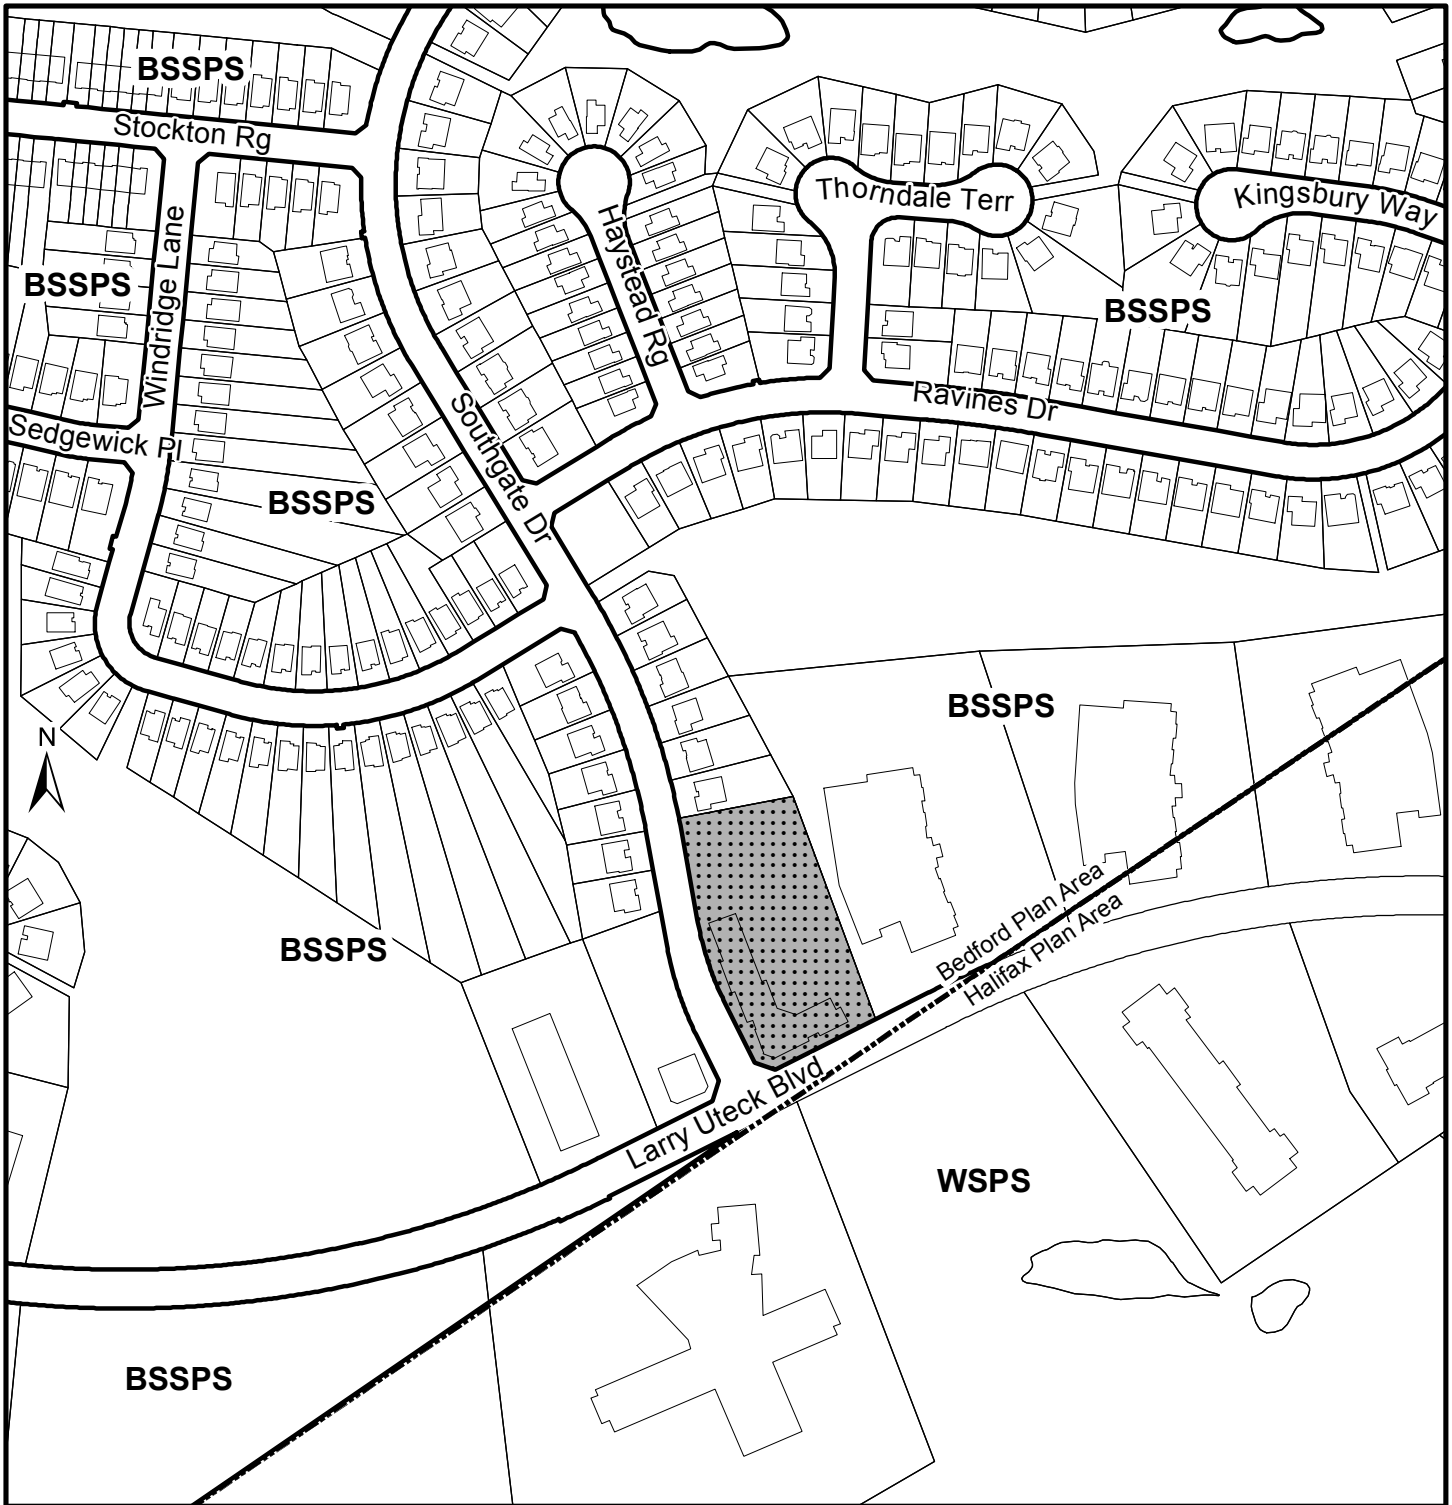 BSSPS
Stockton Rg
Thorndale Terr
Kingsbury Way
Haystead Rg
BSSPS
Windridge Lane
BSSPS
Ravines Dr
Sedgewick Pl
Southgate Dr
BSSPS
BSSPS
N
BSSPS
Bedford Plan Area
Halifax Plan Area
Larry Uteck Blvd
WSPS
BSSPS